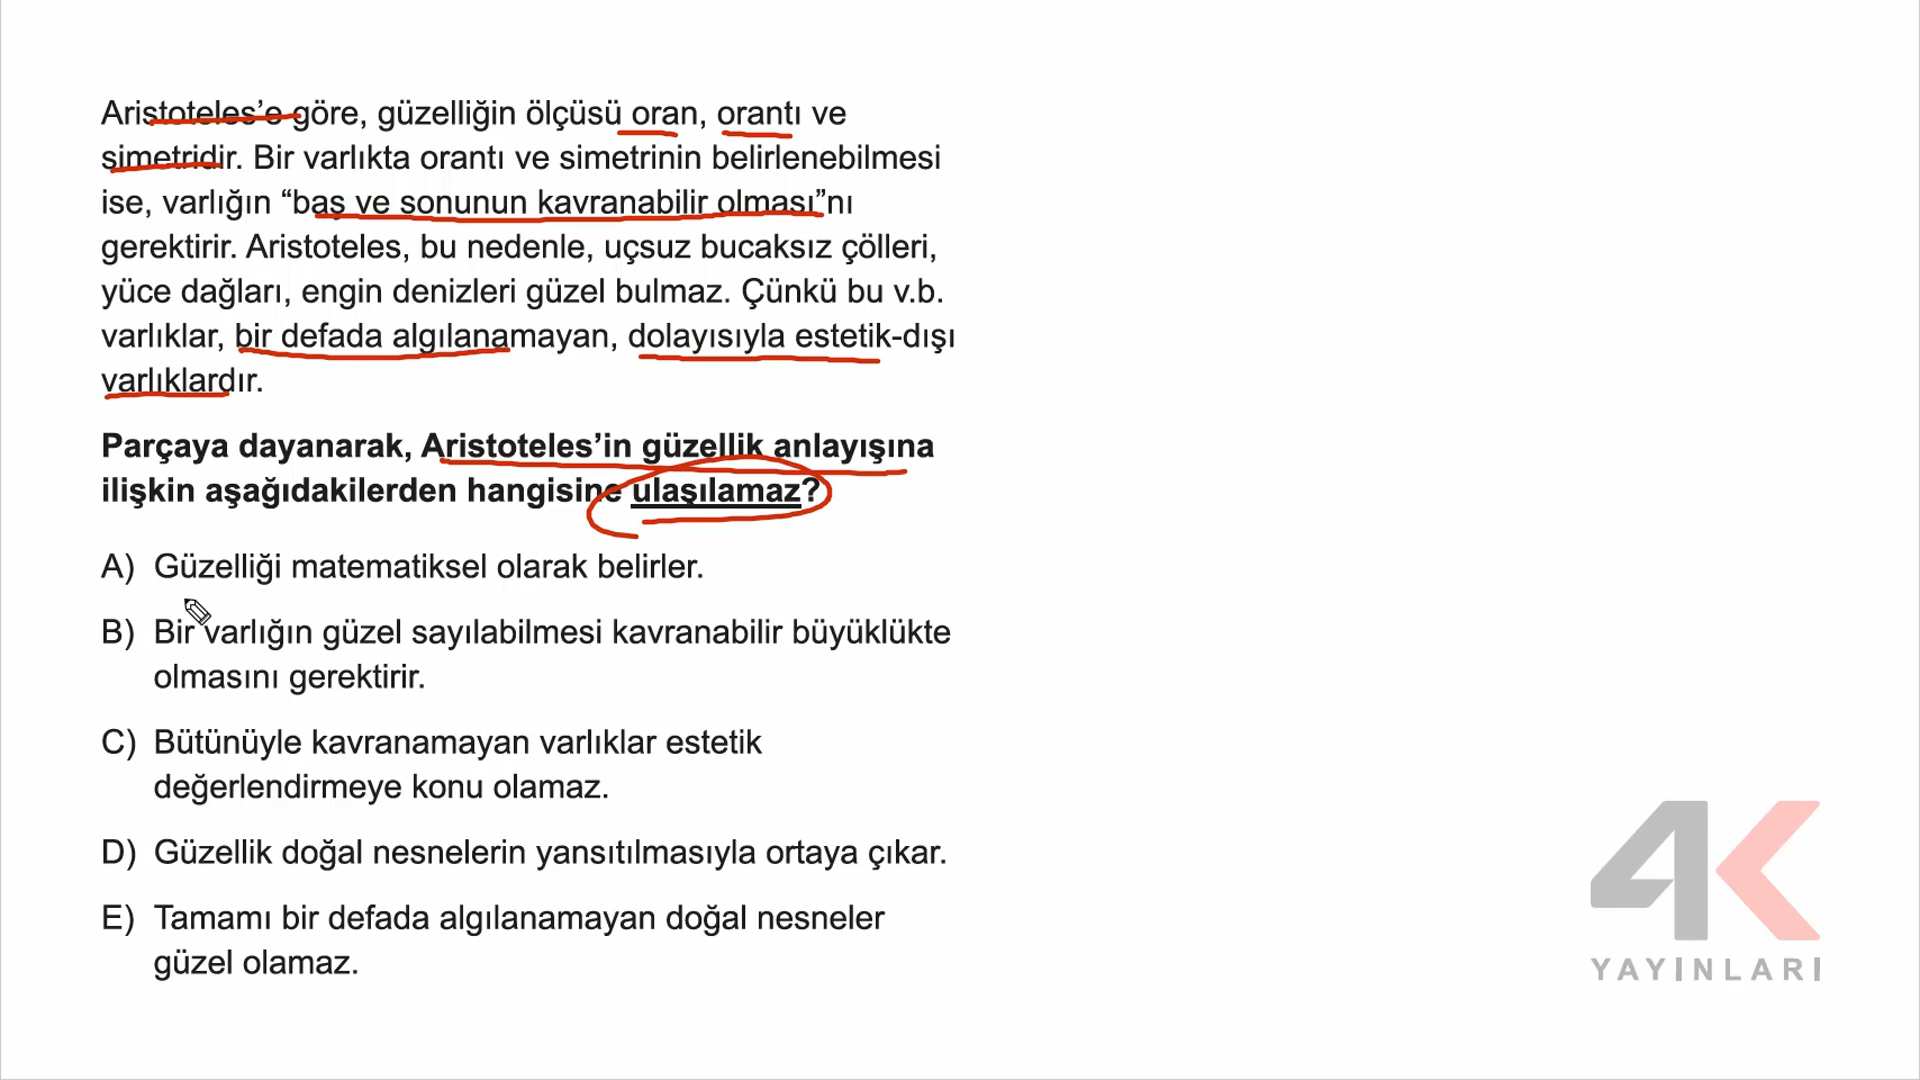 Aristoteles’e göre, güzelliğin ölçüsü oran, orantı ve
simetridir. Bir varlıkta orantı ve simetrinin belirlenebilmesi
ise, varlığın “baş ve sonunun kavranabilir olması”nı
gerektirir. Aristoteles, bu nedenle, uçsuz bucaksız çölleri,
yüce dağları, engin denizleri güzel bulmaz. Çünkü bu v.b.
varlıklar, bir defada algılanamayan, dolayısıyla estetik-dışı
varlıklardır.
Parçaya dayanarak, Aristoteles’in güzellik anlayışına
ilişkin aşağıdakilerden hangisine ulaşılamaz?
A) Güzelliği matematiksel olarak belirler.
B) Bir varlığın güzel sayılabilmesi kavranabilir büyüklükte
olmasını gerektirir.
C) Bütünüyle kavranamayan varlıklar estetik
değerlendirmeye konu olamaz.
D) Güzellik doğal nesnelerin yansıtılmasıyla ortaya çıkar.
E) Tamamı bir defada algılanamayan doğal nesneler
güzel olamaz.
4K
YAYINLARI